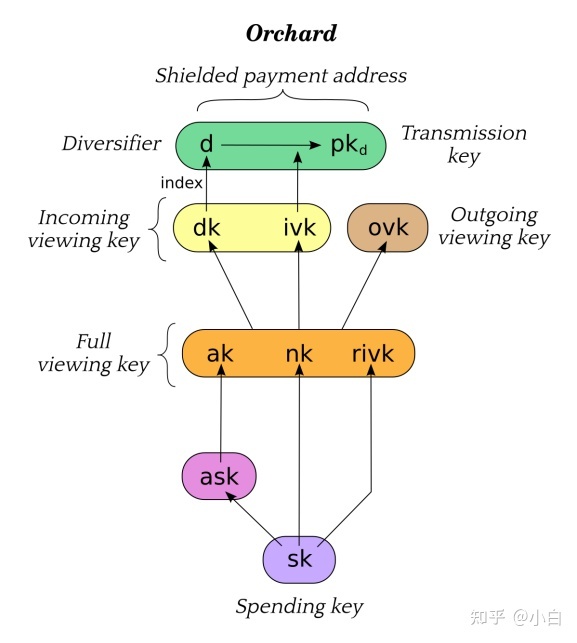 Orchard
Shielded payment address
Diversifier
d
pkd
Transmission
key
index
Incoming
viewing key
dk
ivk
ovk
Outgoing
viewing key
Full
viewing key
ak
nk
rivk
ask
sk
Spending key
知乎 @小白